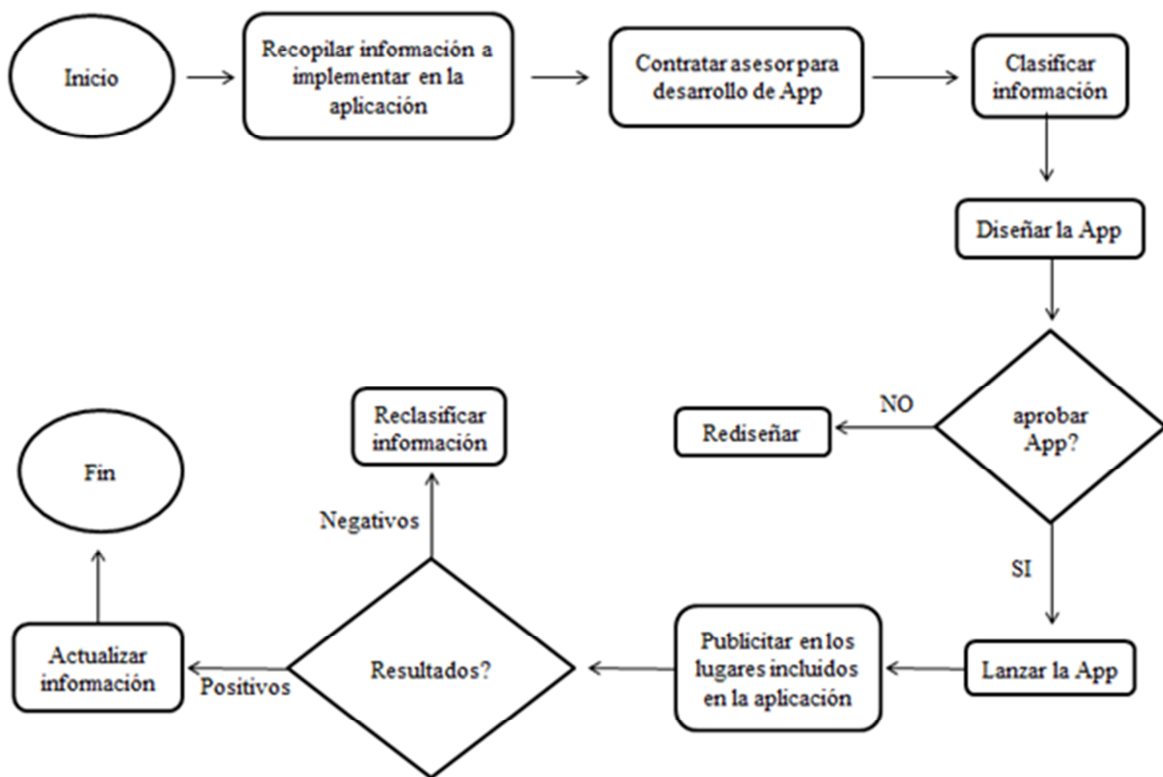 Inicio
Recopilar información a
implementar en la
aplicación
Contratar asesor para
desarrollo de App
Clasificar
información
Diseñar la App
aprobar
App?
NO
Rediseñar
SI
Lanzar la App
Publicitar en los
lugares incluidos
en la aplicación
Resultados?
Negativos
Reclasificar
información
Positivos
Actualizar
información
Fin